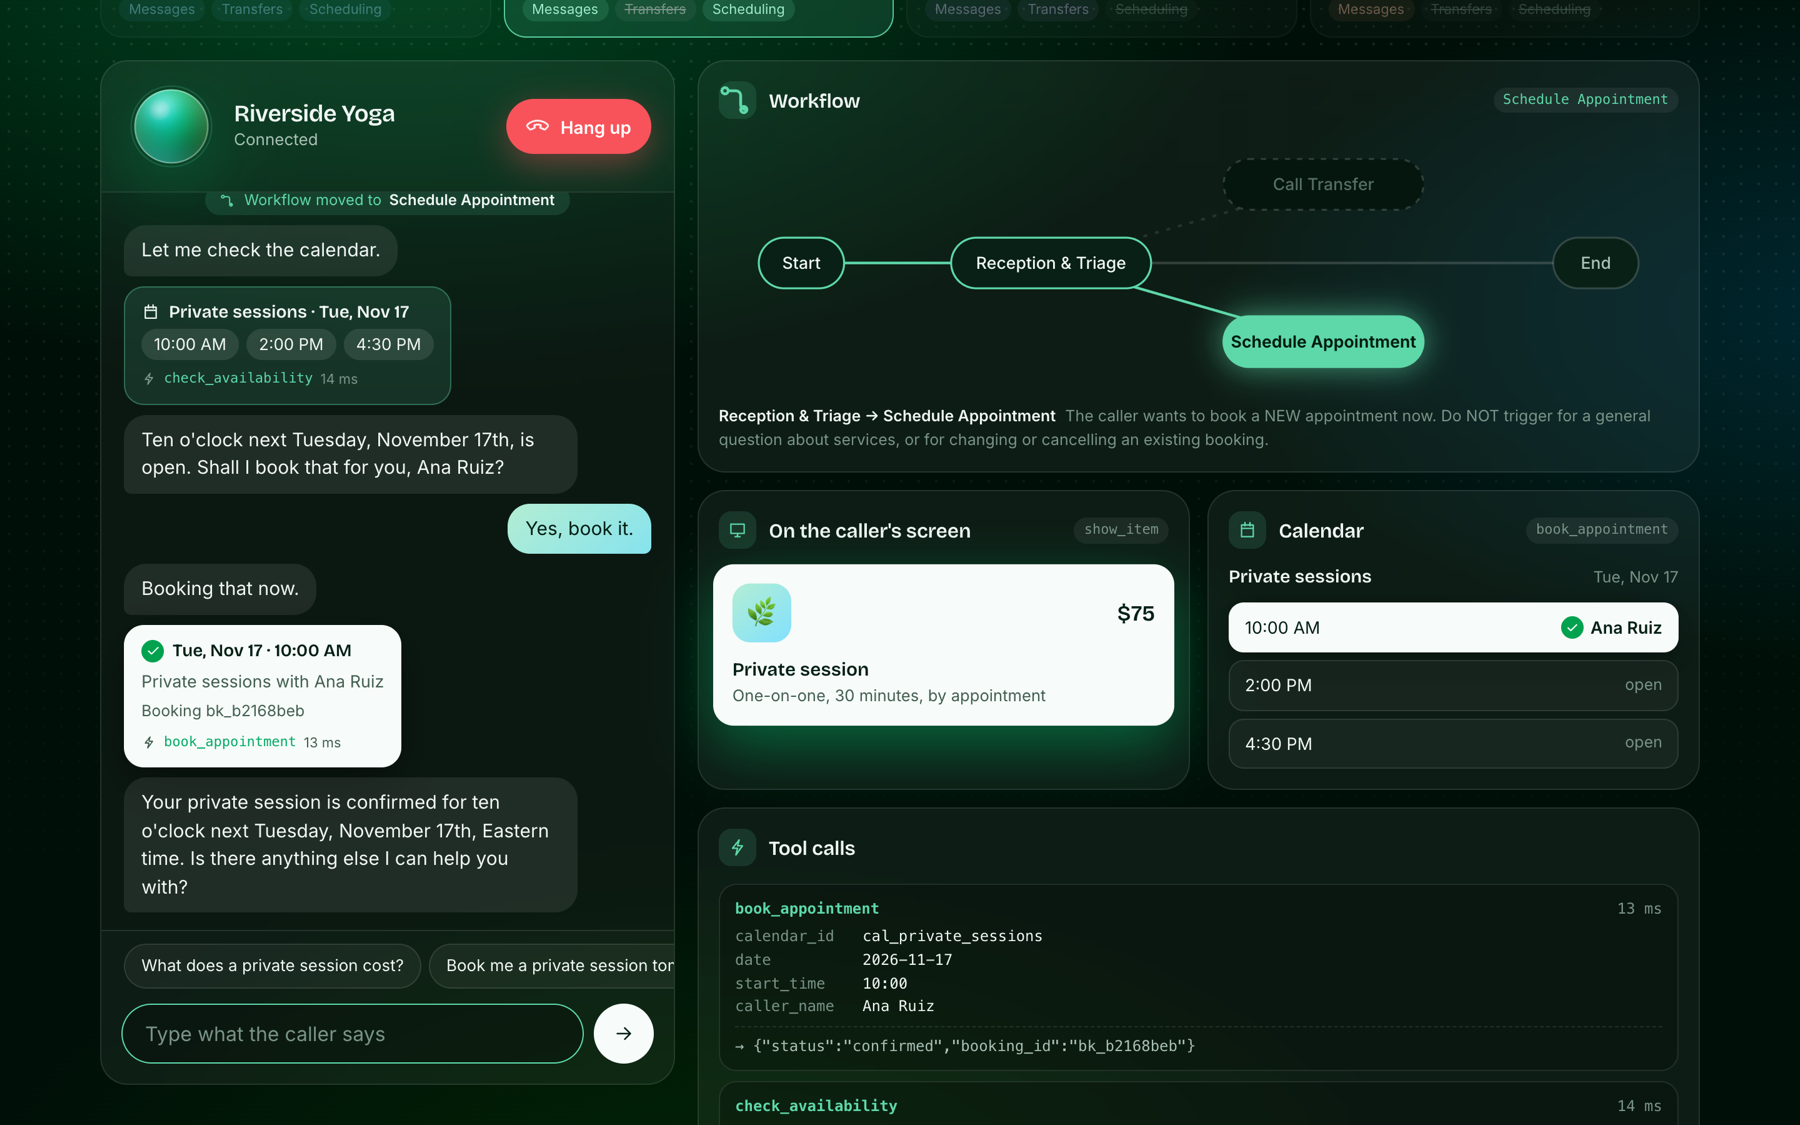 Messages Transfers Scheduling
Messages Transfers Scheduling
Messages Transfers Scheduling
Messages Transfers Scheduling
Riverside Yoga
Connected
Hang up
Workflow moved to Schedule Appointment
Let me check the calendar.
Private sessions · Tue, Nov 17
10:00 AM 2:00 PM 4:30 PM
check_availability 14 ms
Ten o'clock next Tuesday, November 17th, is
open. Shall I book that for you, Ana Ruiz?
Yes, book it.
Booking that now.
Tue, Nov 17 · 10:00 AM
Private sessions with Ana Ruiz
Booking bk_b2168beb
book_appointment 13 ms
Your private session is confirmed for ten
o'clock next Tuesday, November 17th, Eastern
time. Is there anything else I can help you
with?
What does a private session cost?
Book me a private session tor
Type what the caller says
→
Workflow
Schedule Appointment
Call Transfer
Start
Reception & Triage
End
Schedule Appointment
Reception & Triage → Schedule Appointment The caller wants to book a NEW appointment now. Do NOT trigger for a general
question about services, or for changing or cancelling an existing booking.
On the caller's screen
show_item
$75
Private session
One-on-one, 30 minutes, by appointment
Calendar
book_appointment
Private sessions Tue, Nov 17
10:00 AM Ana Ruiz
2:00 PM open
4:30 PM open
Tool calls
book_appointment 13 ms
calendar_id cal_private_sessions
date 2026-11-17
start_time 10:00
caller_name Ana Ruiz
→ {"status":"confirmed","booking_id":"bk_b2168beb"}
check_availability 14 ms